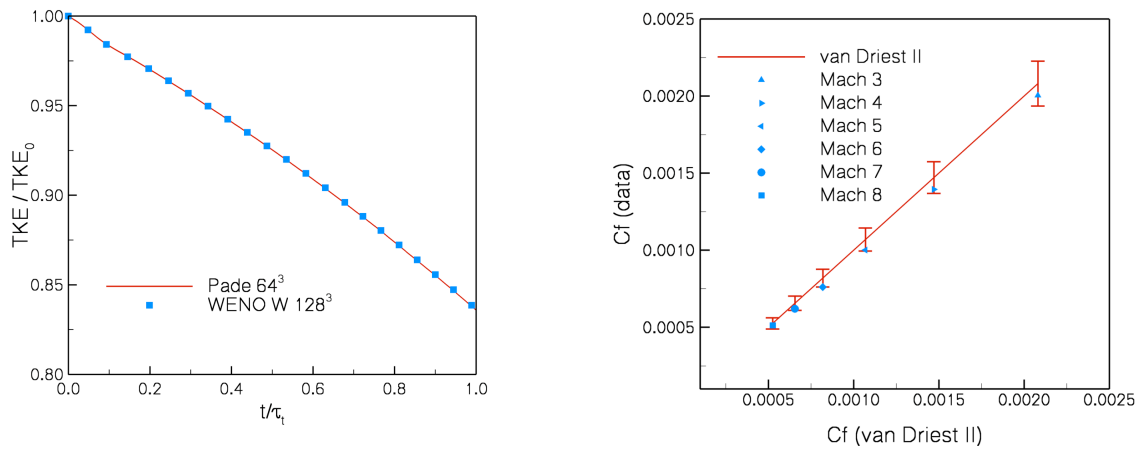 1.00
0.95
0.90
0.85
0.80
TKE / TKE₀
Pade 64³
WENO W 128³
0.0 0.2 0.4 0.6 0.8 1.0
t/τₜ
0.0025
0.0020
0.0015
0.0010
0.0005
Cf (data)
van Driest II
Mach 3
Mach 4
Mach 5
Mach 6
Mach 7
Mach 8
0.0005 0.0010 0.0015 0.0020 0.0025
Cf (van Driest II)